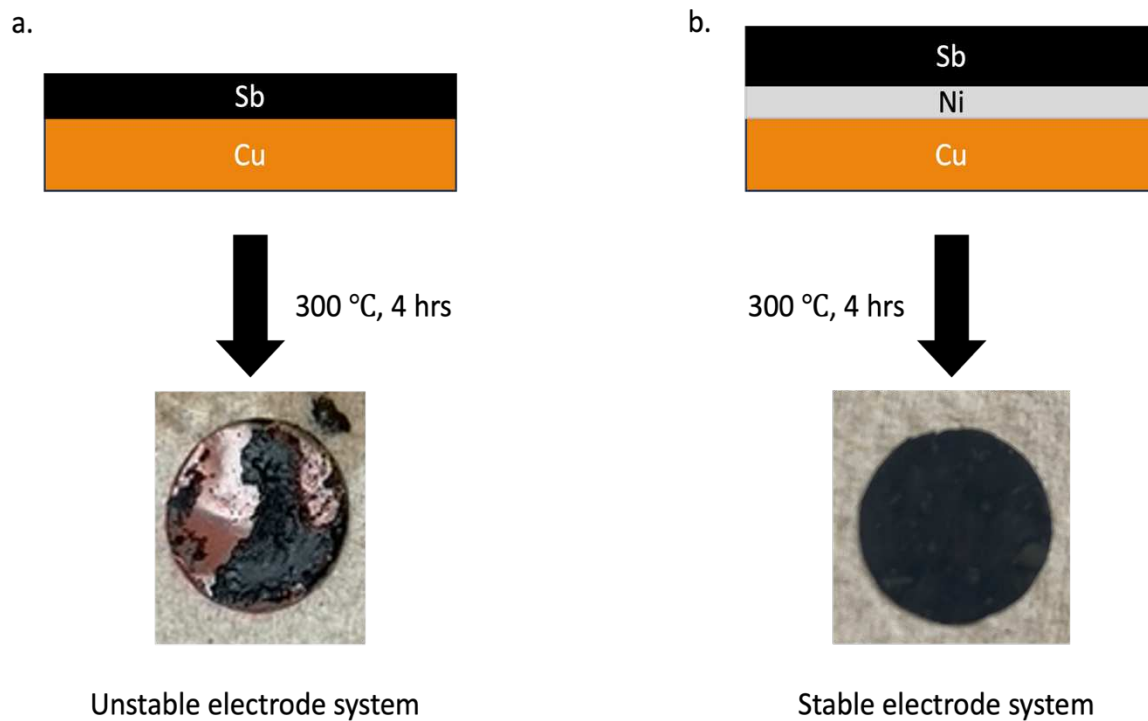 a.
Sb
Cu
300 ℃, 4 hrs
Unstable electrode system
b.
Sb
Ni
Cu
300 ℃, 4 hrs
Stable electrode system